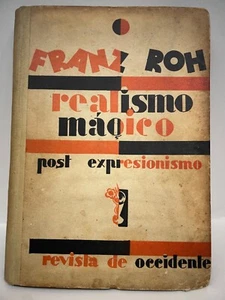 FRANZ ROH
realismo
mágico
post expresionismo
revista de occidente